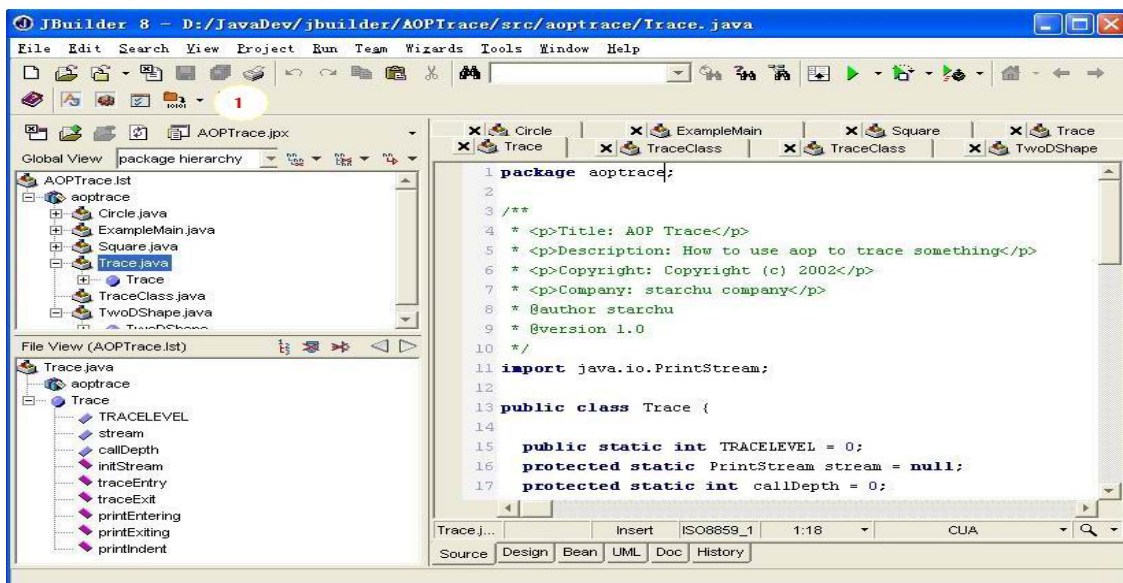 JBuilder 8 - D:/JavaDev/jbuilder/AOPTrace/src/aoptrace/Trace.java
File Edit Search View Project Run Team Wizards Tools Window Help
1
AOPTrace.jpx
Global View package hierarchy
AOPTrace.lst
aoptrace
Circle.java
ExampleMain.java
Square.java
Trace.java
Trace
TraceClass.java
TwoDShape.java
TwoDShape
File View (AOPTrace.lst)
Trace.java
aoptrace
Trace
TRACELEVEL
stream
callDepth
initStream
traceEntry
traceExit
printEntering
printExiting
printIndent
Circle ExampleMain Square Trace
Trace TraceClass TraceClass TwoDShape
1 package aoptrace;
2
3 /**
4 * <p>Title: AOP Trace</p>
5 * <p>Description: How to use aop to trace something</p>
6 * <p>Copyright: Copyright (c) 2002</p>
7 * <p>Company: starchu company</p>
8 * @author starchu
9 * @version 1.0
10 */
11 import java.io.PrintStream;
12
13 public class Trace {
14
15 public static int TRACELEVEL = 0;
16 protected static PrintStream stream = null;
17 protected static int callDepth = 0;
Trace.j... Insert ISO8859_1 1:18 CUA
Source Design Bean UML Doc History